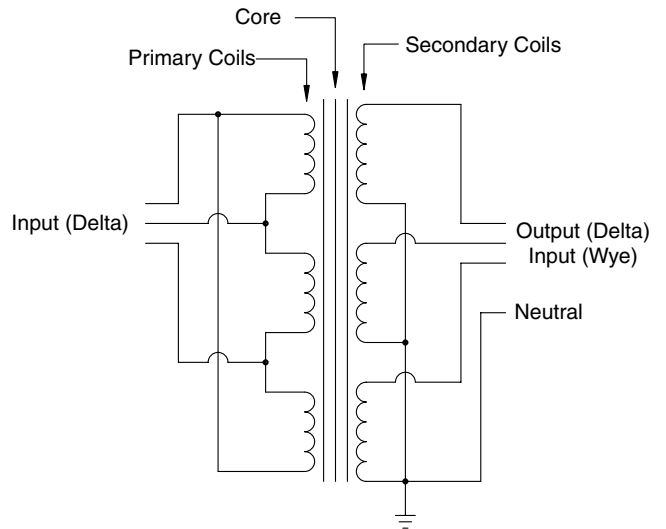 Core
Primary Coils
Secondary Coils
Input (Delta)
Output (Delta)
Input (Wye)
Neutral